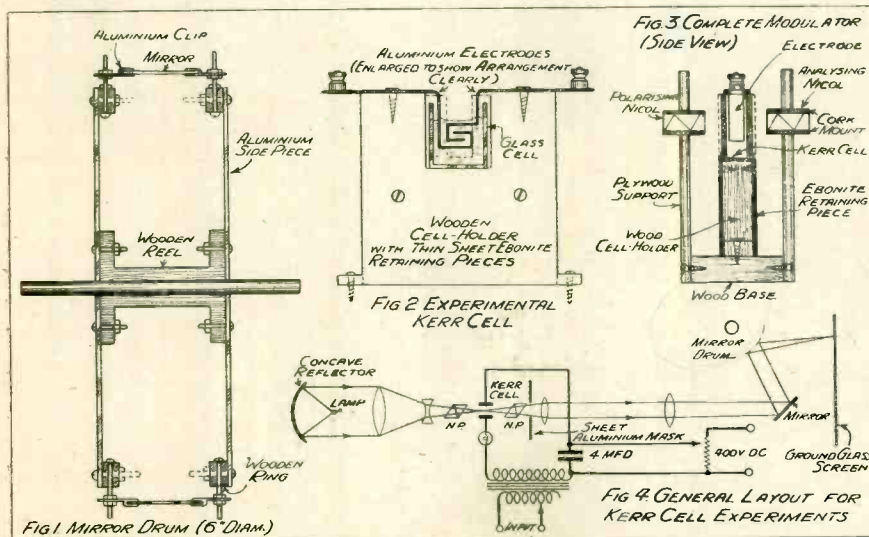 ALUMINIUM CLIP
MIRROR
ALUMINIUM
SIDE PIECE
WOODEN
REEL
WOODEN
RING
FIG 1. MIRROR DRUM (6" DIAM.)
ALUMINIUM ELECTRODES
(ENLARGED TO SHOW ARRANGEMENT
CLEARLY)
GLASS
CELL
WOODEN
CELL-HOLDER
WITH THIN SHEET EBONITE
RETAINING PIECES
FIG 2 EXPERIMENTAL
KERR CELL
FIG. 3 COMPLETE MODULATOR
(SIDE VIEW)
ELECTRODE
ANALYSING
NICOL
POLARISING
NICOL
CORK
MOUNT
KERR CELL
PLYWOOD
SUPPORT
EBONITE
RETAINING
PIECE
WOOD
CELL-HOLDER
WOOD BASE
CONCAVE
REFLECTOR
LAMP
N.P.
KERR
CELL
N.P.
SHEET
ALUMINIUM MASK
4 MFD
400V DC
MIRROR
DRUM
MIRROR
GROUND GLASS
SCREEN
INPUT
FIG 4. GENERAL LAYOUT FOR
KERR CELL EXPERIMENTS